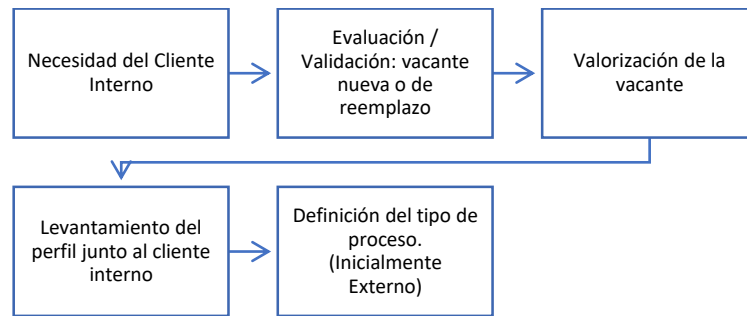 Necesidad del Cliente
Interno
Evaluación /
Validación: vacante
nueva o de
reemplazo
Valorización de la
vacante
Levantamiento del
perfil junto al cliente
interno
Definición del tipo de
proceso.
(Inicialmente
Externo)